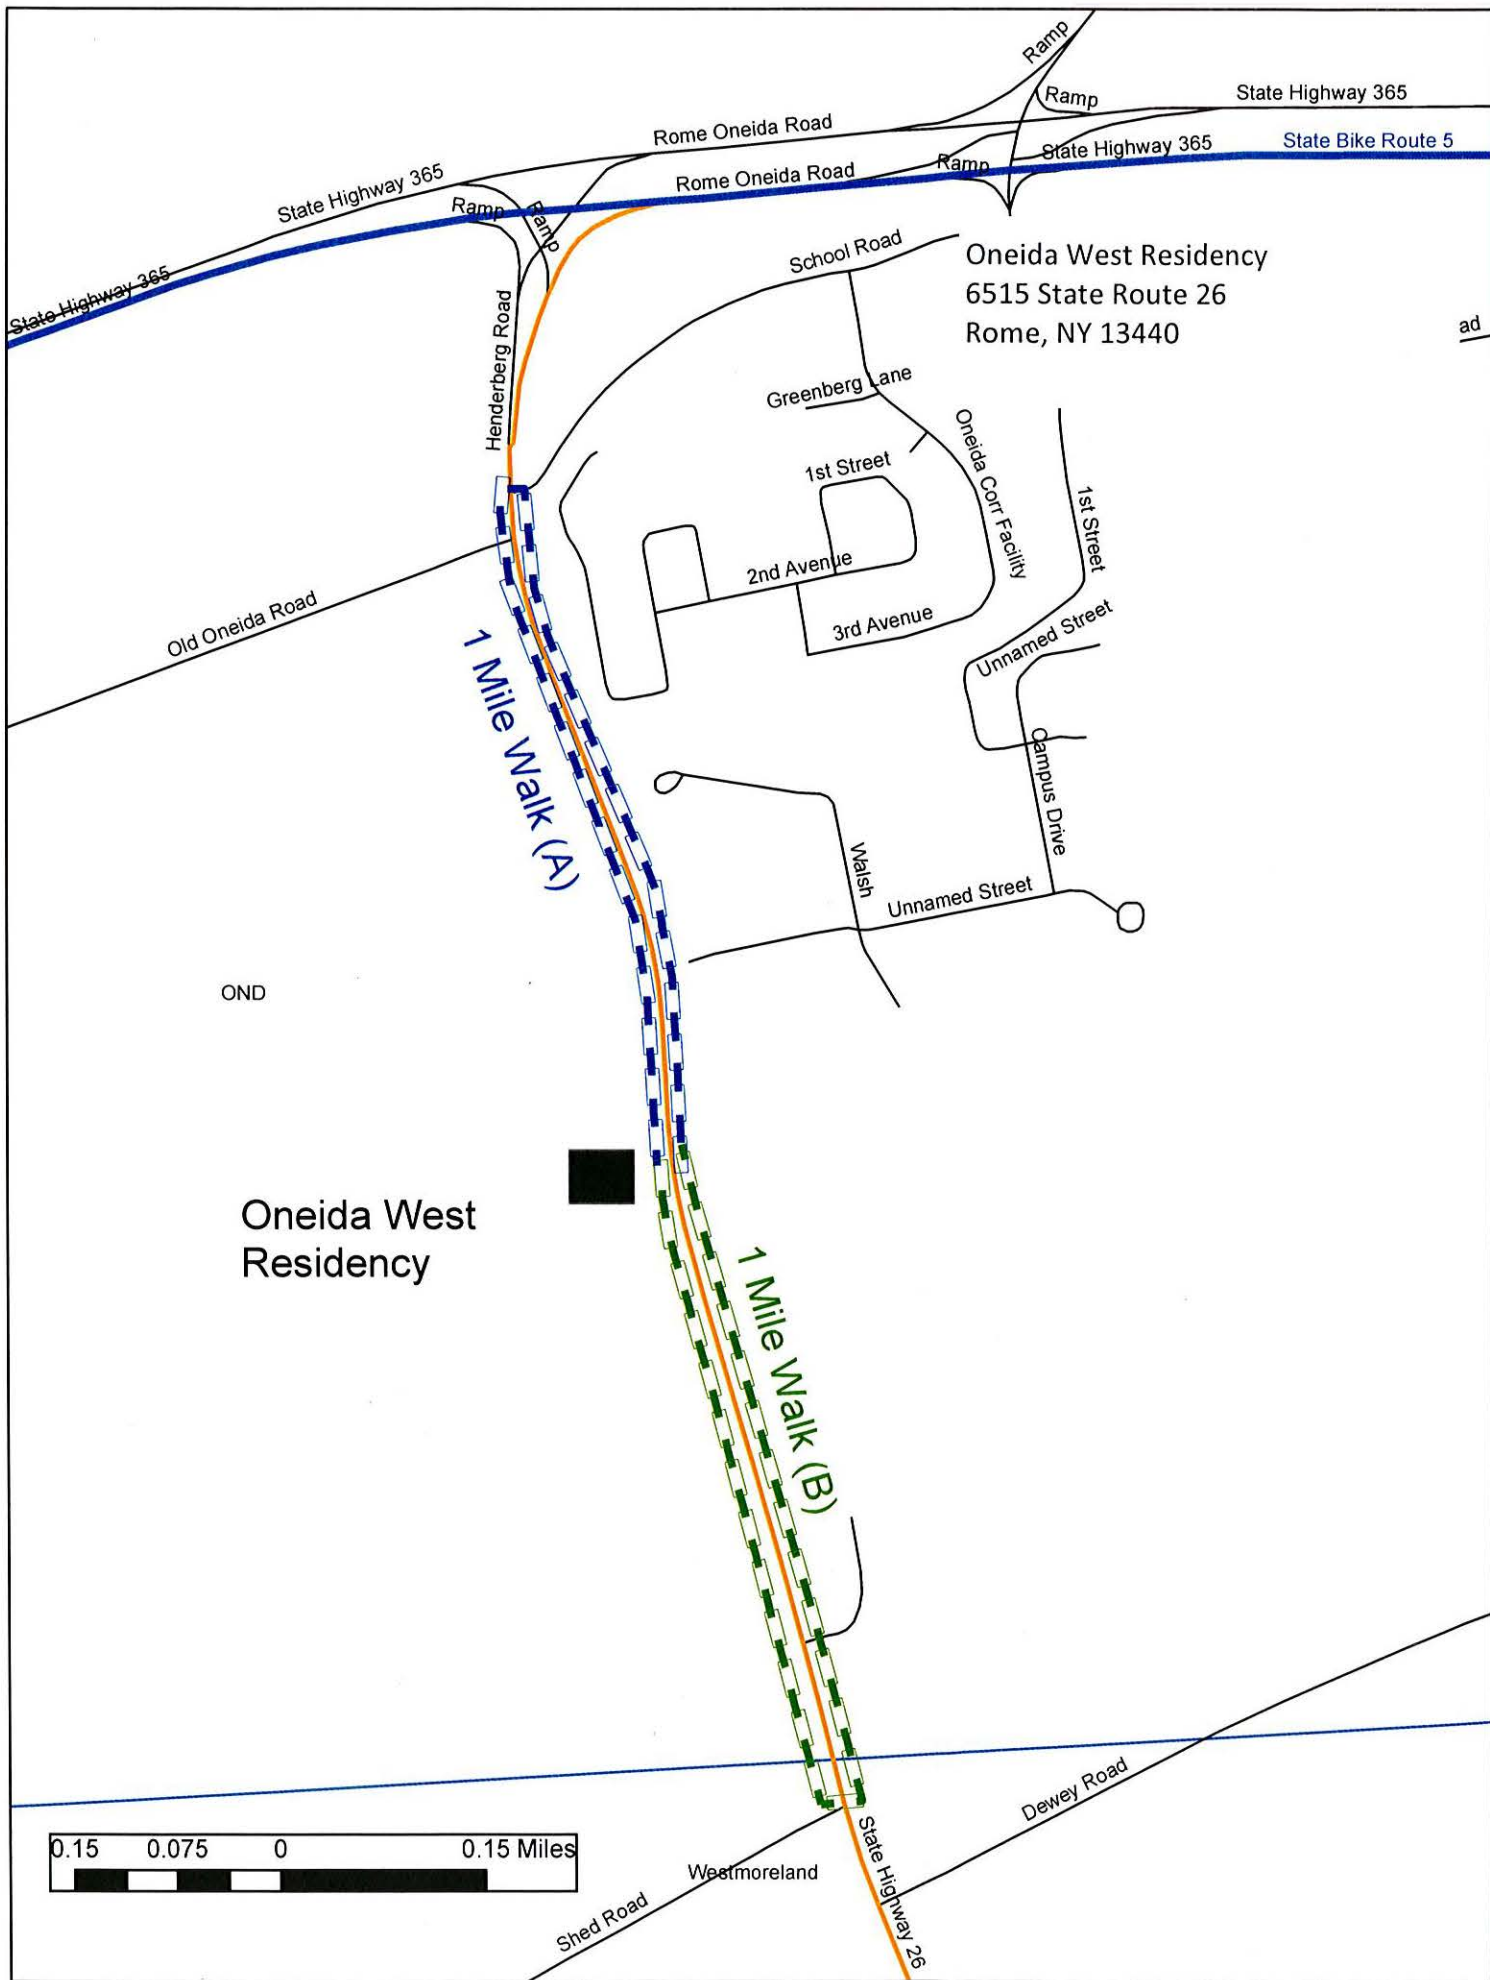 Ramp
Ramp
State Highway 365
Rome Oneida Road
State Highway 365
State Bike Route 5
State Highway 365
Rome Oneida Road
Ramp
Ramp
Ramp
State Highway 365
School Road
Oneida West Residency
6515 State Route 26
Rome, NY 13440
ad
Henderberg Road
Greenberg Lane
Oneida Corr Facility
1st Street
1st Street
2nd Avenue
3rd Avenue
Old Oneida Road
Unnamed Street
1 Mile Walk (A)
Campus Drive
Walsh
Unnamed Street
OND
Oneida West
Residency
1 Mile Walk (B)
Dewey Road
State Highway 26
Westmoreland
Shed Road
0.15 0.075 0 0.15 Miles